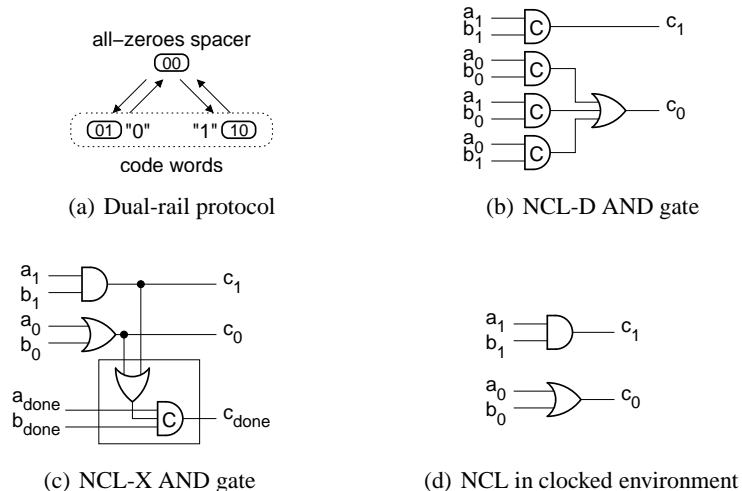 all−zeroes spacer
00
01 "0" "1" 10
code words
(a) Dual-rail protocol
a1
b1
C
c1
a0
b0
C
a1
b0
C
c0
a0
b1
C
(b) NCL-D AND gate
a1
b1
c1
a0
b0
c0
adone
bdone
C
cdone
(c) NCL-X AND gate
a1
b1
c1
a0
b0
c0
(d) NCL in clocked environment